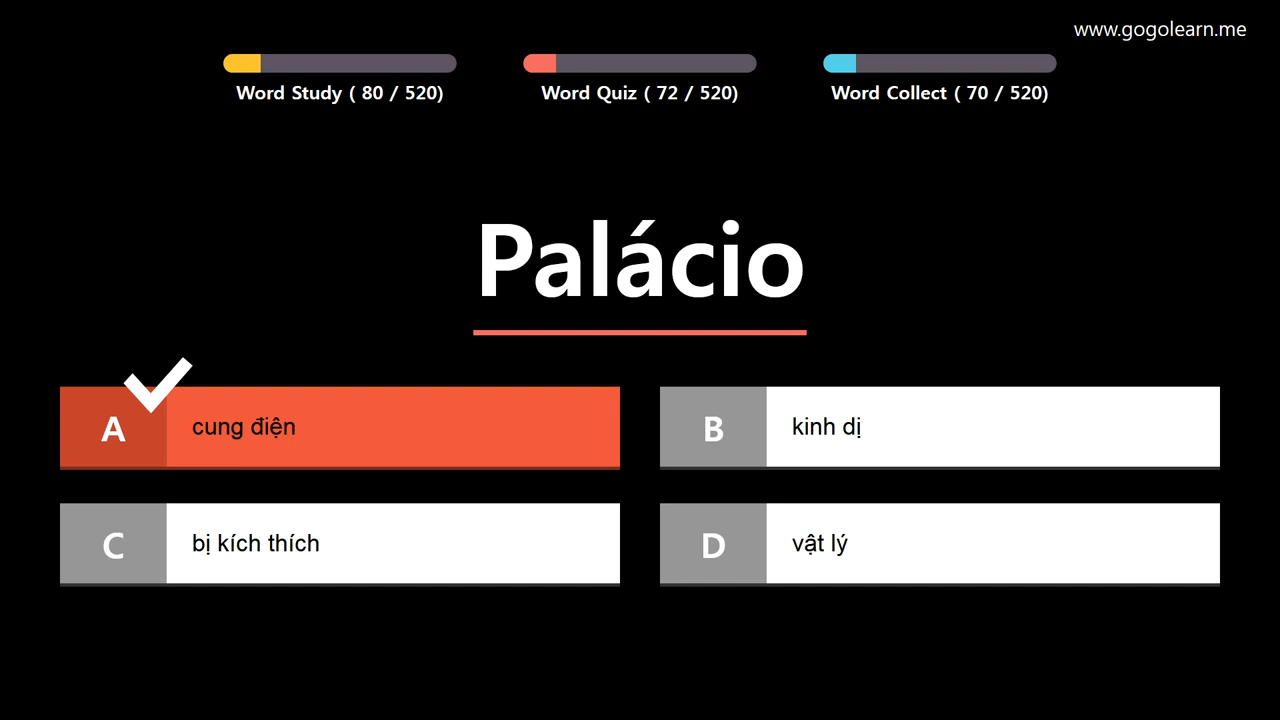 www.gogolearn.me
Word Study ( 80 / 520)
Word Quiz ( 72 / 520)
Word Collect ( 70 / 520)
Palácio
A
cung điện
B
kinh dị
C
bị kích thích
D
vật lý